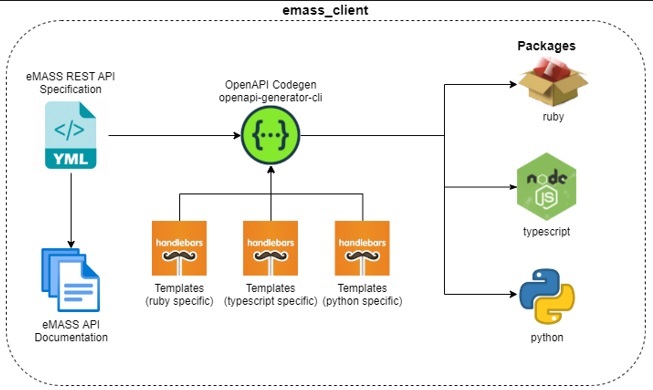 emass_client
eMASS REST API
Specification
</>
YML
eMASS API
Documentation
OpenAPI Codegen
openapi-generator-cli
{···}
handlebars
Templates
(ruby specific)
handlebars
Templates
(typescript specific)
handlebars
Templates
(python specific)
Packages
ruby
node
JS
typescript
python